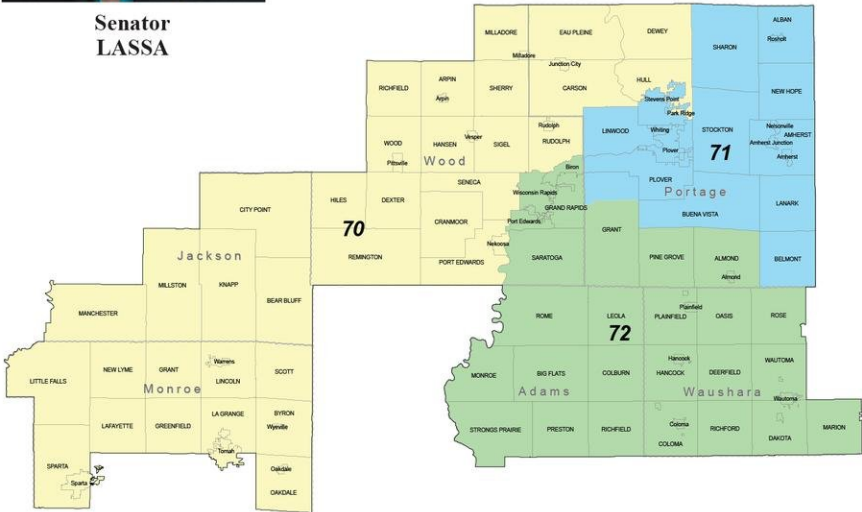 Senator
LASSA
ALBAN
MILLADORE
EAU PLEINE
DEWEY
Rosholt
SHARON
Milladore
Junction City
HULL
ARPIN
RICHFIELD
SHERRY
CARSON
NEW HOPE
Arpin
Stevens Point
Park Ridge
Rudolph
Nelsonville
LINWOOD
Whiting
STOCKTON
AMHERST
Vesper
WOOD
HANSEN
SIGEL
RUDOLPH
Amherst Junction
Plover
71
Amherst
Pittsville
Wood
Biron
SENECA
PLOVER
Portage
Wisconsin Rapids
HILES
DEXTER
LANARK
CITY POINT
GRAND RAPIDS
BUENA VISTA
Port Edwards
CRANMOOR
70
GRANT
Nekoosa
Jackson
REMINGTON
PORT EDWARDS
SARATOGA
PINE GROVE
ALMOND
BELMONT
Almond
MILLSTON
KNAPP
BEAR BLUFF
Plainfield
MANCHESTER
ROME
LEOLA
PLAINFIELD
OASIS
ROSE
72
Warrens
Hancock
WAUTOMA
NEW LYME
GRANT
SCOTT
LITTLE FALLS
LINCOLN
MONROE
BIG FLATS
COLBURN
HANCOCK
DEERFIELD
Monroe
Adams
Waushara
Wautoma
LA GRANGE
BYRON
LAFAYETTE
GREENFIELD
Wyeville
Coloma
STRONGS PRAIRIE
PRESTON
RICHFIELD
RICHFORD
MARION
DAKOTA
COLOMA
Tomah
SPARTA
Oakdale
Sparta
OAKDALE